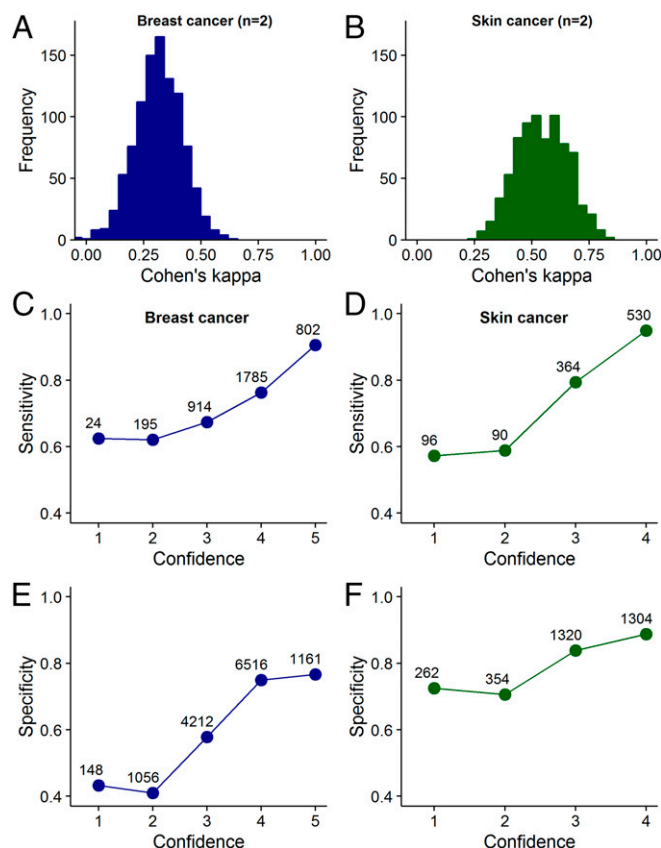 A
Breast cancer (n=2)
150
100
50
0
Frequency
0.00 0.25 0.50 0.75 1.00
Cohen's kappa
B
Skin cancer (n=2)
150
100
50
0
Frequency
0.00 0.25 0.50 0.75 1.00
Cohen's kappa
C
Breast cancer
1.0
0.8
0.6
0.4
Sensitivity
24 195 914 1785 802
1 2 3 4 5
Confidence
D
Skin cancer
1.0
0.8
0.6
0.4
Sensitivity
96 90 364 530
1 2 3 4
Confidence
E
1.0
0.8
0.6
0.4
Specificity
148 1056 4212 6516 1161
1 2 3 4 5
Confidence
F
1.0
0.8
0.6
0.4
Specificity
262 354 1320 1304
1 2 3 4
Confidence